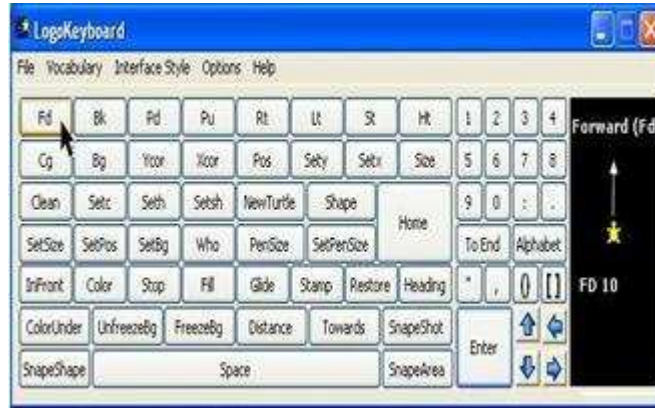 LogoKeyboard
File Vocabulary Interface Style Options Help
Fd Bk Pd Pu Rt Lt St Ht 1 2 3 4 Forward (Fd
Cg Bg Ycor Xcor Pos Sety Setx Size 5 6 7 8
Clean Setc Seth Setsh NewTurtle Shape Home 9 0 : .
SetSize SetPos SetBg Who PenSize SetPenSize To End Alphabet
InFront Color Stop Fill Glide Stamp Restore Heading " , () [] FD 10
ColorUnder UnfreezeBg FreezeBg Distance Towards SnapeShot Enter
SnapeShape Space SnapeArea